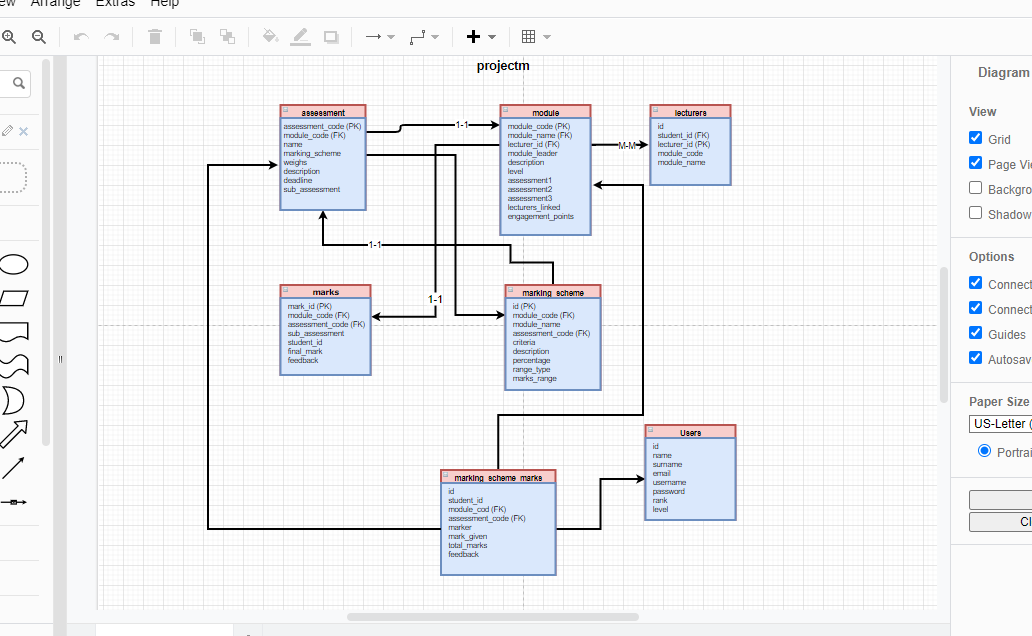 ew Arrange Extras Help
projectm
Diagram
View
Grid
Page Vi
Backgro
Shadow
Options
Connect
Connect
Guides
Autosav
Paper Size
US-Letter (
Portrai
Cl
assessment
assessment_code (PK)
module_code (FK)
name
marking_scheme
weighs
description
deadline
sub_assessment
1-1
module
module_code (PK)
module_name (FK)
lecturer_id (FK)
module_leader
description
level
assessment1
assessment2
assessment3
lecturers_linked
engagement_points
M-M
lecturers
id
student_id (FK)
lecturer_id (PK)
module_code
module_name
1-1
1-1
marks
mark_id (PK)
module_code (FK)
assessment_code (FK)
sub_assessment
student_id
final_mark
feedback
marking_scheme
id (PK)
module_code (FK)
module_name
assessment_code (FK)
criteria
description
percentage
range_type
marks_range
Users
id
name
surname
email
username
password
rank
level
marking_scheme_marks
id
student_id
module_cod (FK)
assessment_code (FK)
marker
mark_given
total_marks
feedback